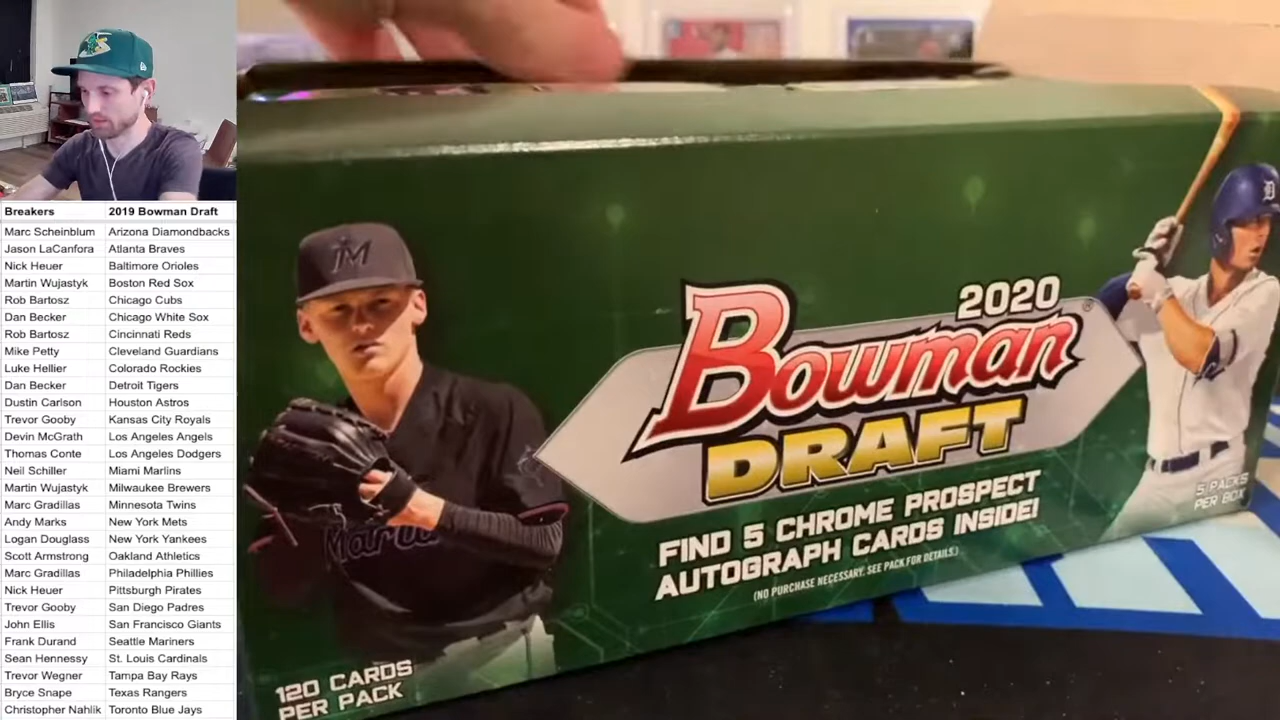 Breakers 2019 Bowman Draft
Marc Scheinblum Arizona Diamondbacks
Jason LaCanfora Atlanta Braves
Nick Heuer Baltimore Orioles
Martin Wujastyk Boston Red Sox
Rob Bartosz Chicago Cubs
Dan Becker Chicago White Sox
Rob Bartosz Cincinnati Reds
Mike Petty Cleveland Guardians
Luke Hellier Colorado Rockies
Dan Becker Detroit Tigers
Dustin Carlson Houston Astros
Trevor Gooby Kansas City Royals
Devin McGrath Los Angeles Angels
Thomas Conte Los Angeles Dodgers
Neil Schiller Miami Marlins
Martin Wujastyk Milwaukee Brewers
Marc Gradillas Minnesota Twins
Andy Marks New York Mets
Logan Douglass New York Yankees
Scott Armstrong Oakland Athletics
Marc Gradillas Philadelphia Phillies
Nick Heuer Pittsburgh Pirates
Trevor Gooby San Diego Padres
John Ellis San Francisco Giants
Frank Durand Seattle Mariners
Sean Hennessy St. Louis Cardinals
Trevor Wegner Tampa Bay Rays
Bryce Snape Texas Rangers
Christopher Nahlik Toronto Blue Jays
M
D
2020
Bowman®
DRAFT
FIND 5 CHROME PROSPECT
AUTOGRAPH CARDS INSIDE!
(NO PURCHASE NECESSARY. SEE PACK FOR DETAILS.)
5 PACKS
PER BOX
120 CARDS
PER PACK